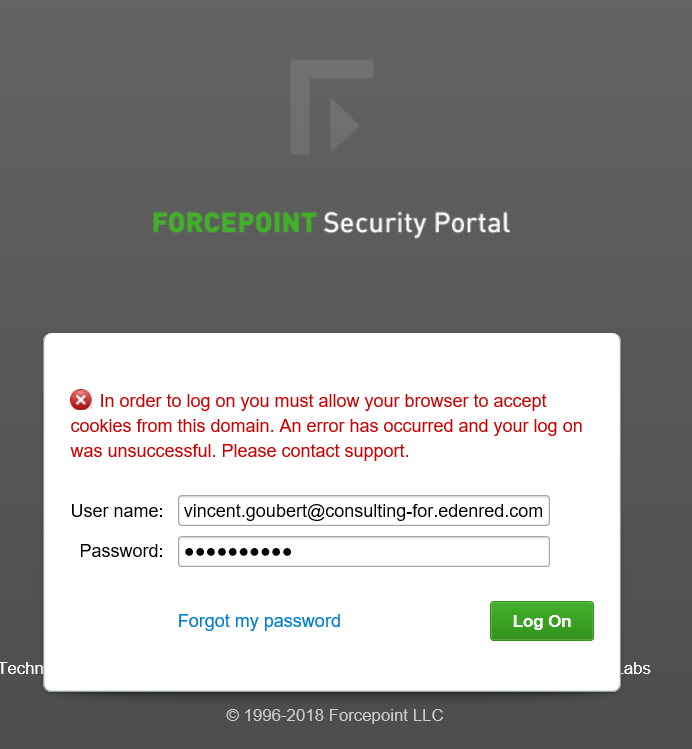 FORCEPOINT Security Portal
In order to log on you must allow your browser to accept
cookies from this domain. An error has occurred and your log on
was unsuccessful. Please contact support.
User name: vincent.goubert@consulting-for.edenred.com
Password: ●●●●●●●●●●
Forgot my password Log On
© 1996-2018 Forcepoint LLC